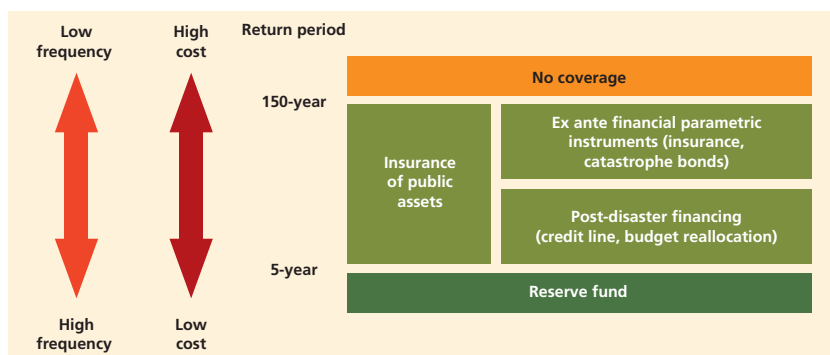 Low
frequency
High
cost
Return period
No coverage
150-year
Insurance
of public
assets
Ex ante financial parametric
instruments (insurance,
catastrophe bonds)
Post-disaster financing
(credit line, budget reallocation)
5-year
Reserve fund
High
frequency
Low
cost